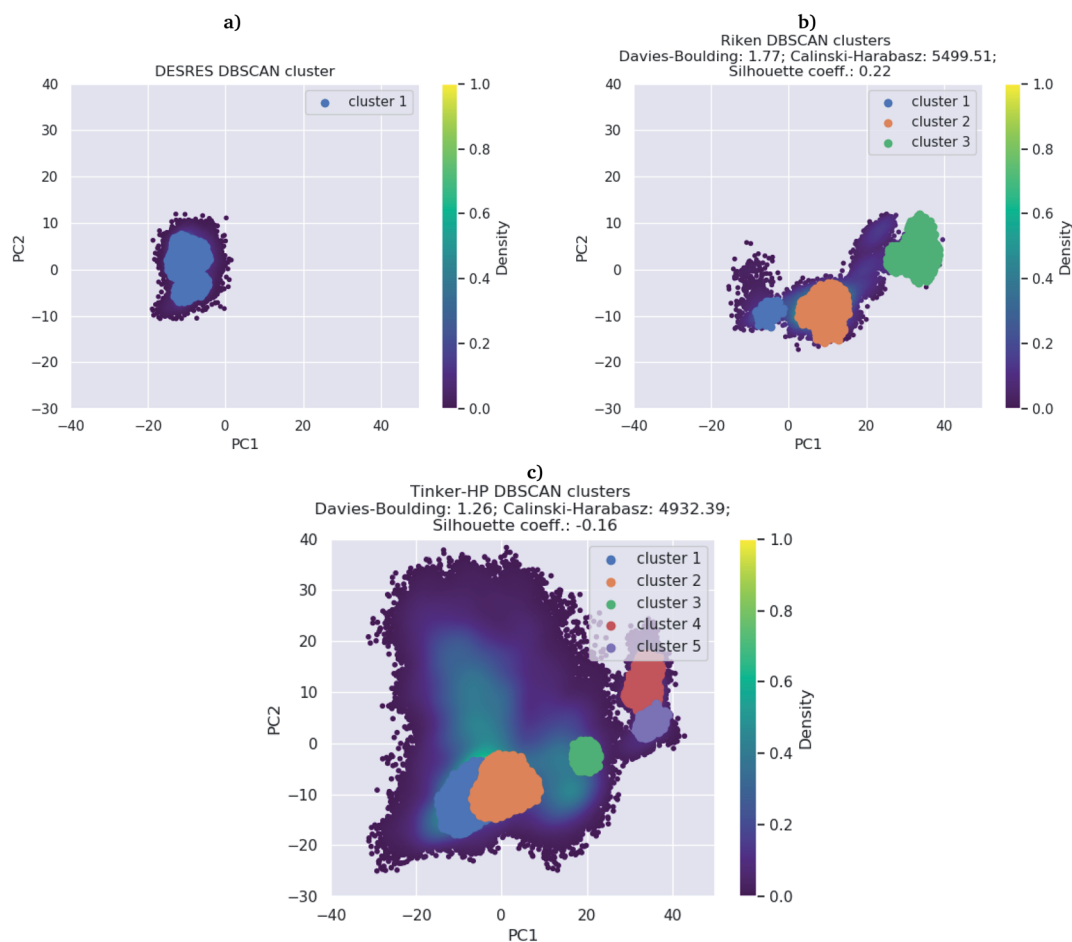 a)
DESRES DBSCAN cluster
cluster 1
40
30
20
10
0
−10
−20
−30
−40
−20
0
20
40
PC1
PC2
1.0
0.8
0.6
0.4
0.2
0.0
Density
b)
Riken DBSCAN clusters
Davies-Boulding: 1.77; Calinski-Harabasz: 5499.51;
Silhouette coeff.: 0.22
cluster 1
cluster 2
cluster 3
40
30
20
10
0
−10
−20
−30
−40
−20
0
20
40
PC1
PC2
1.0
0.8
0.6
0.4
0.2
0.0
Density
c)
Tinker-HP DBSCAN clusters
Davies-Boulding: 1.26; Calinski-Harabasz: 4932.39;
Silhouette coeff.: -0.16
cluster 1
cluster 2
cluster 3
cluster 4
cluster 5
40
30
20
10
0
−10
−20
−30
−40
−20
0
20
40
PC1
PC2
1.0
0.8
0.6
0.4
0.2
0.0
Density